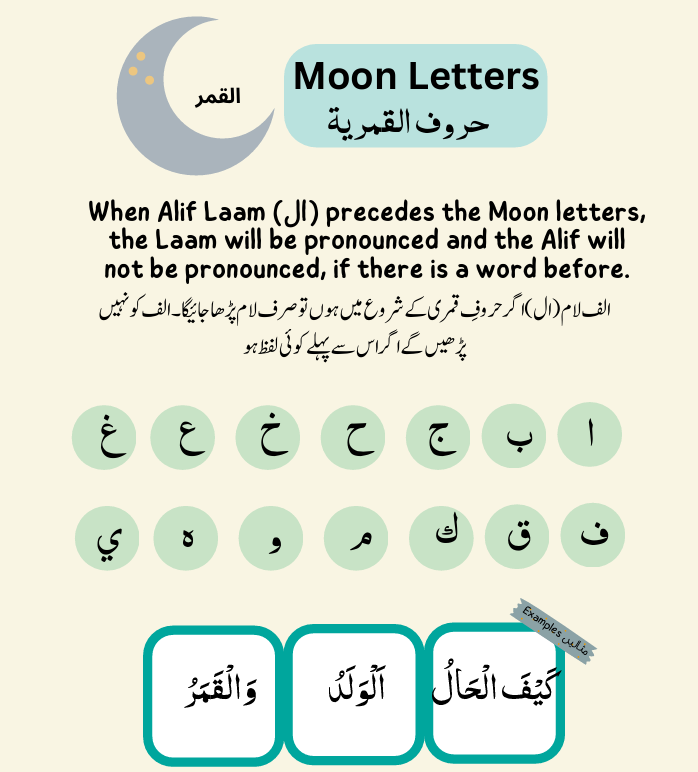 القمر
Moon Letters
حروف القمرية
When Alif Laam (ال) precedes the Moon letters,
the Laam will be pronounced and the Alif will
not be pronounced, if there is a word before.
الف لام (ال) اگر حروفِ قمری کے شروع میں ہوں تو صرف لام پڑھا جائیگا۔ الف کو نہیں
پڑھیں گے اگر اس سے پہلے کوئی لفظ ہو
ا ب ج ح خ ع غ
ف ق ك م و ه ي
Examples مثالیں
كَيْفَ الْحَالُ
اَلْوَلَدُ
وَالْقَمَرُ